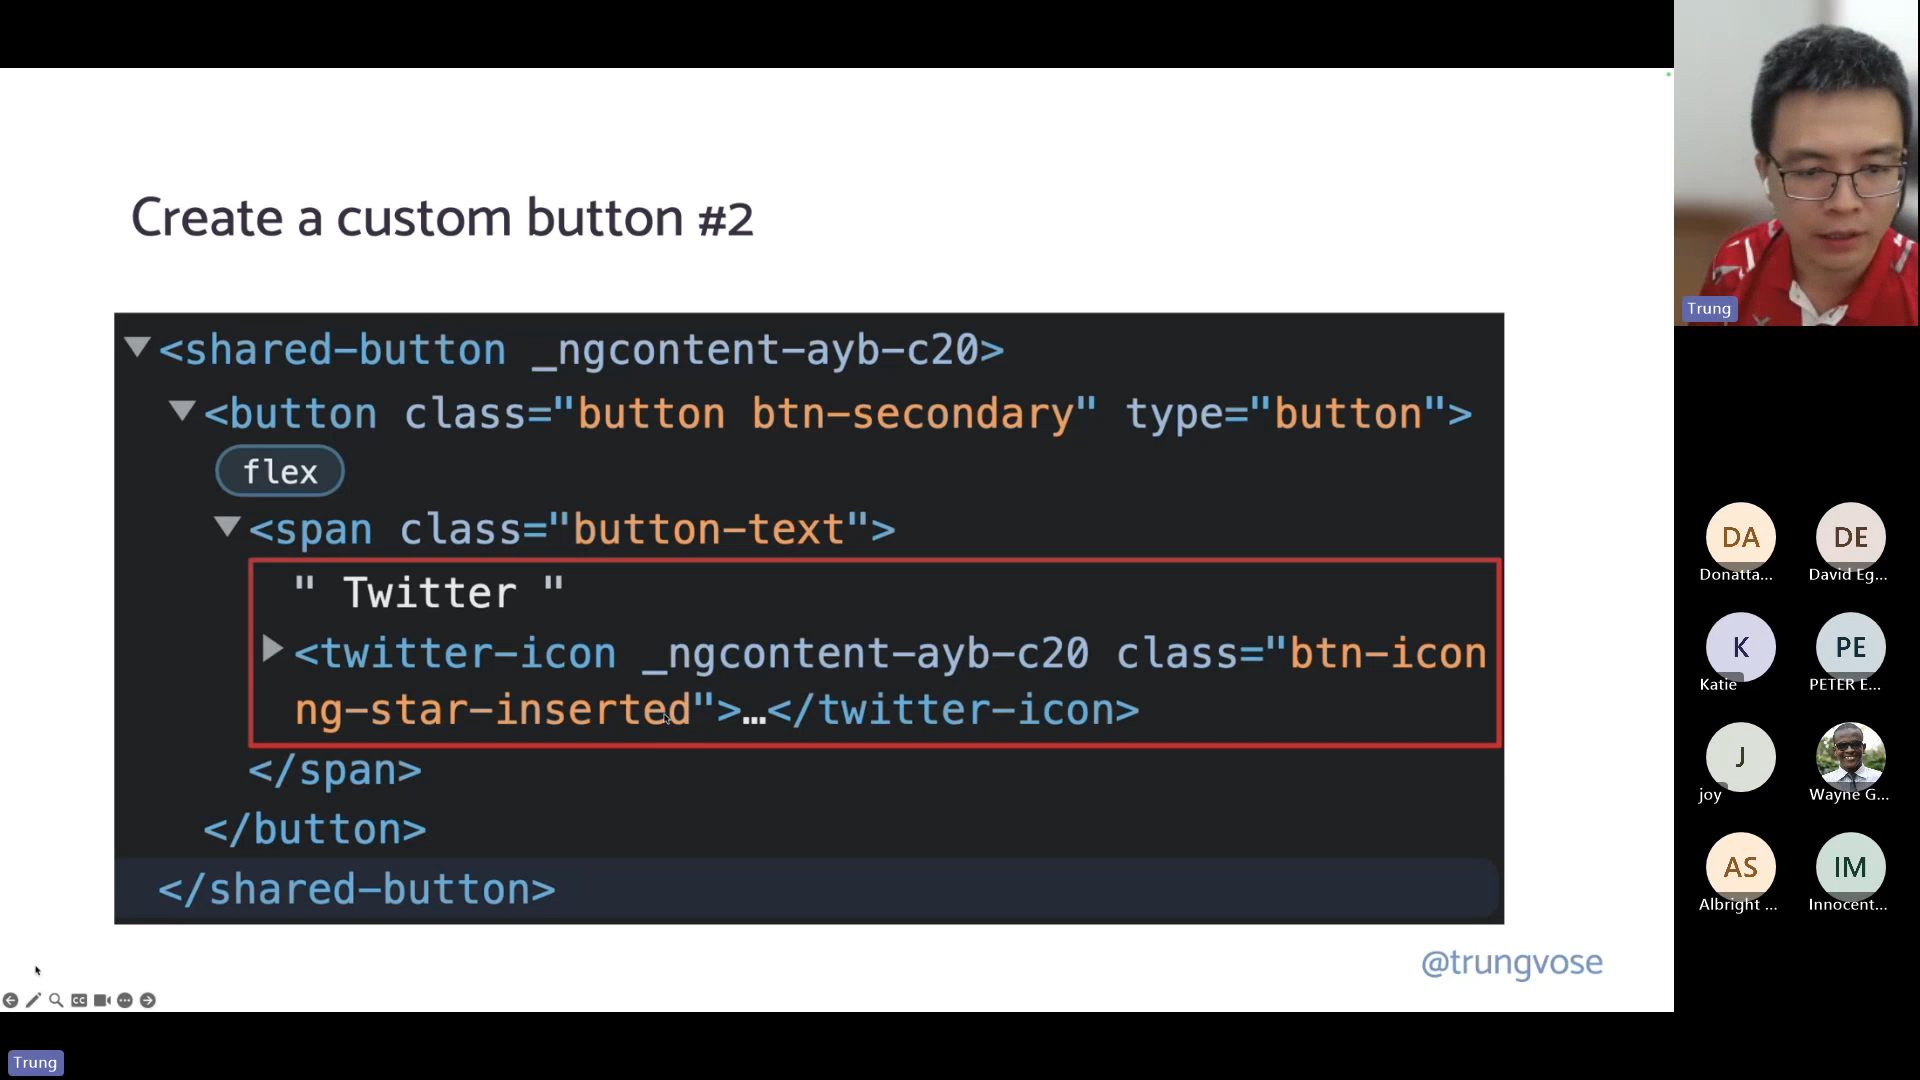 Create a custom button #2
<shared-button _ngcontent-ayb-c20>
<button class="button btn-secondary" type="button">
flex
<span class="button-text">
" Twitter "
<twitter-icon _ngcontent-ayb-c20 class="btn-icon
ng-star-inserted">…</twitter-icon>
</span>
</button>
</shared-button>
@trungvose
CC
Trung
Trung
DA
Donatta...
DE
David Eg...
K
Katie
PE
PETER E...
J
joy
Wayne G...
AS
Albright ...
IM
Innocent...